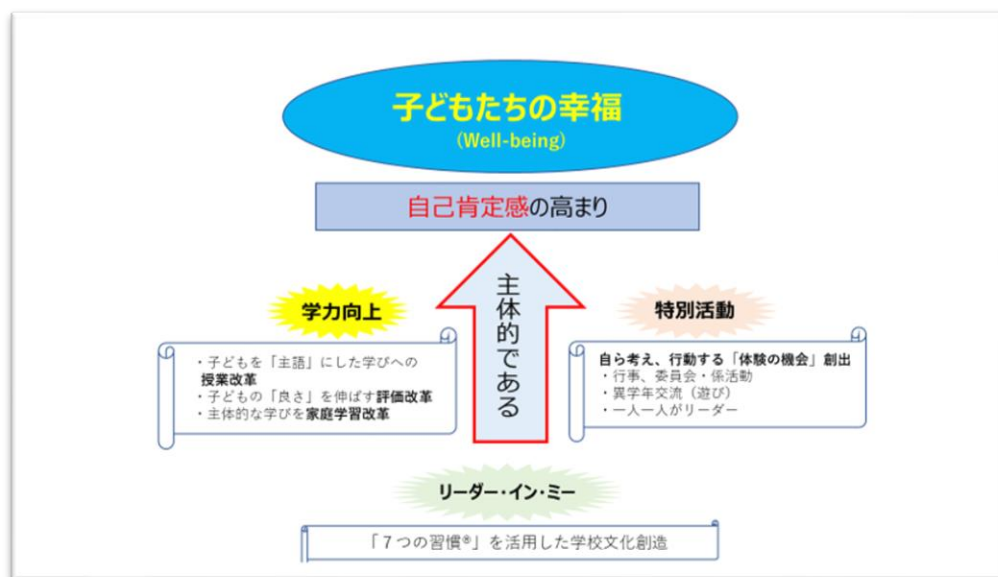 子どもたちの幸福
(Well-being)
自己肯定感の高まり
主体的である
学力向上
・子どもを「主語」にした学びへの
授業改革
・子どもの「良さ」を伸ばす評価改革
・主体的な学びを家庭学習改革
特別活動
自ら考え、行動する「体験の機会」創出
・行事、委員会・係活動
・異学年交流（遊び）
・一人一人がリーダー
リーダー・イン・ミー
「７つの習慣®」を活用した学校文化創造